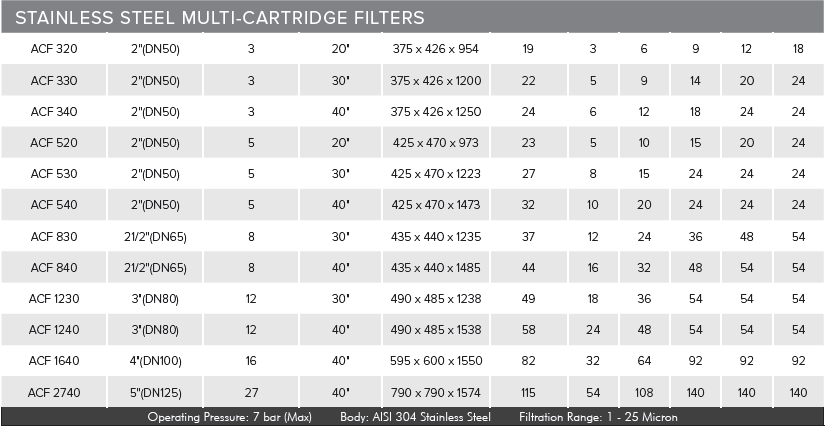 STAINLESS STEEL MULTI-CARTRIDGE FILTERS
ACF 320 2"(DN50) 3 20" 375 x 426 x 954 19 3 6 9 12 18
ACF 330 2"(DN50) 3 30" 375 x 426 x 1200 22 5 9 14 20 24
ACF 340 2"(DN50) 3 40" 375 x 426 x 1250 24 6 12 18 24 24
ACF 520 2"(DN50) 5 20" 425 x 470 x 973 23 5 10 15 20 24
ACF 530 2"(DN50) 5 30" 425 x 470 x 1223 27 8 15 24 24 24
ACF 540 2"(DN50) 5 40" 425 x 470 x 1473 32 10 20 24 24 24
ACF 830 21/2"(DN65) 8 30" 435 x 440 x 1235 37 12 24 36 48 54
ACF 840 21/2"(DN65) 8 40" 435 x 440 x 1485 44 16 32 48 54 54
ACF 1230 3"(DN80) 12 30" 490 x 485 x 1238 49 18 36 54 54 54
ACF 1240 3"(DN80) 12 40" 490 x 485 x 1538 58 24 48 54 54 54
ACF 1640 4"(DN100) 16 40" 595 x 600 x 1550 82 32 64 92 92 92
ACF 2740 5"(DN125) 27 40" 790 x 790 x 1574 115 54 108 140 140 140
Operating Pressure: 7 bar (Max) Body: AISI 304 Stainless Steel Filtration Range: 1 - 25 Micron